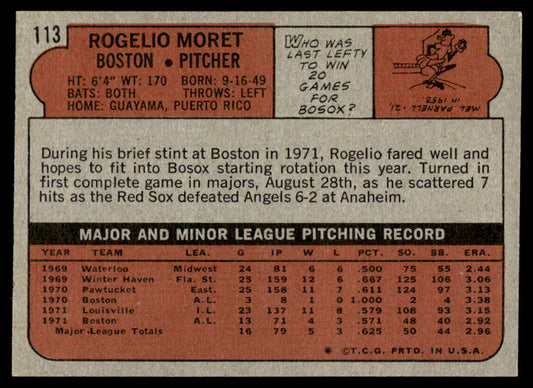 113
ROGELIO MORET
BOSTON • PITCHER
HT: 6'4" WT: 170 BORN: 9-16-49
BATS: BOTH THROWS: LEFT
HOME: GUAYAMA, PUERTO RICO
WHO WAS
LAST LEFTY
TO WIN
20
GAMES
FOR
BOSOX?
MEL PARNELL - 21,
IN 1953.
During his brief stint at Boston in 1971, Rogelio fared well and
hopes to fit into Bosox starting rotation this year. Turned in
first complete game in majors, August 28th, as he scattered 7
hits as the Red Sox defeated Angels 6-2 at Anaheim.
MAJOR AND MINOR LEAGUE PITCHING RECORD
YEAR TEAM LEA. G IP W L PCT. SO. BB. ERA.
1969 Waterloo Midwest 24 81 6 6 .500 75 55 2.44
1969 Winter Haven Fla. St. 25 159 12 6 .667 125 106 3.06
1970 Pawtucket East. 25 158 11 7 .611 124 97 3.13
1970 Boston A.L. 3 8 1 0 1.000 2 4 3.38
1971 Louisville I.L. 23 137 11 8 .579 108 93 3.15
1971 Boston A.L. 13 71 4 3 .571 48 40 2.92
Major-League Totals 16 79 5 3 .625 50 44 2.96
* © T.C.G. PRTD. IN U.S.A.